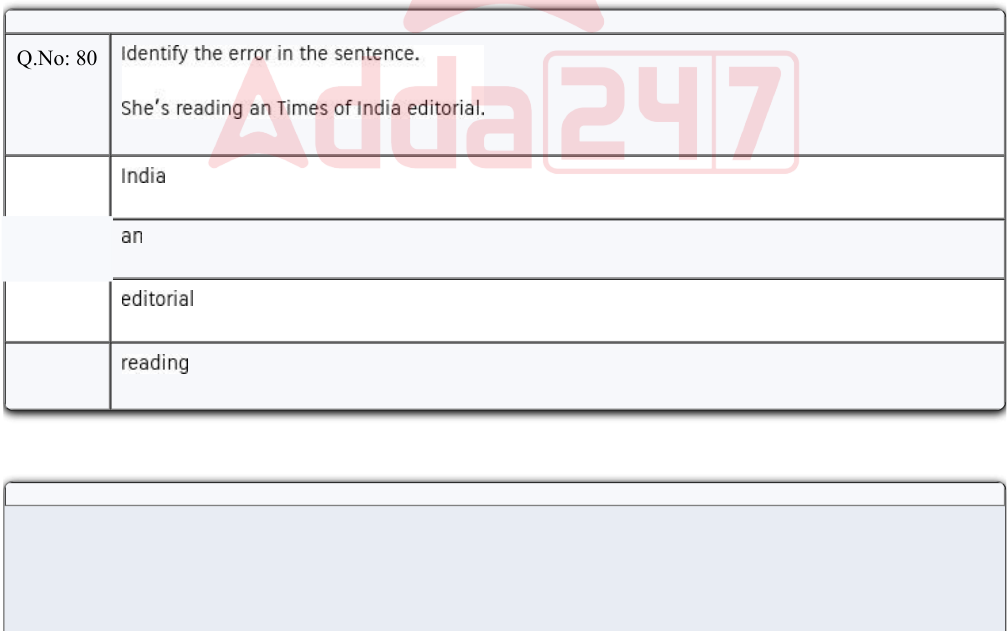 Q.No: 80
Identify the error in the sentence.
She's reading an Times of India editorial.
Adda247
India
an
editorial
reading